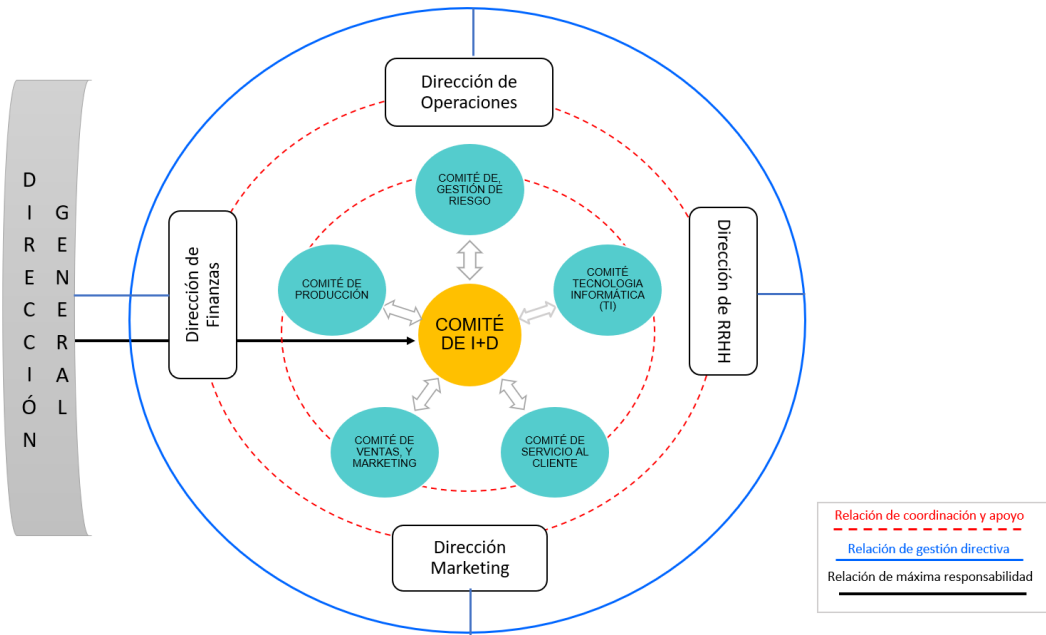 DIRECCIÓN
GENERAL
Dirección de
Operaciones
Dirección de
Finanzas
Dirección de RRHH
Dirección
Marketing
COMITÉ DE,
GESTIÓN DE
RIESGO
COMITÉ DE
PRODUCCIÓN
COMITÉ
TECNOLOGIA
INFORMÁTICA
(TI)
COMITÉ
DE I+D
COMITÉ DE
VENTAS, Y
MARKETING
COMITÉ DE
SERVICIO AL
CLIENTE
Relación de coordinación y apoyo
Relación de gestión directiva
Relación de máxima responsabilidad